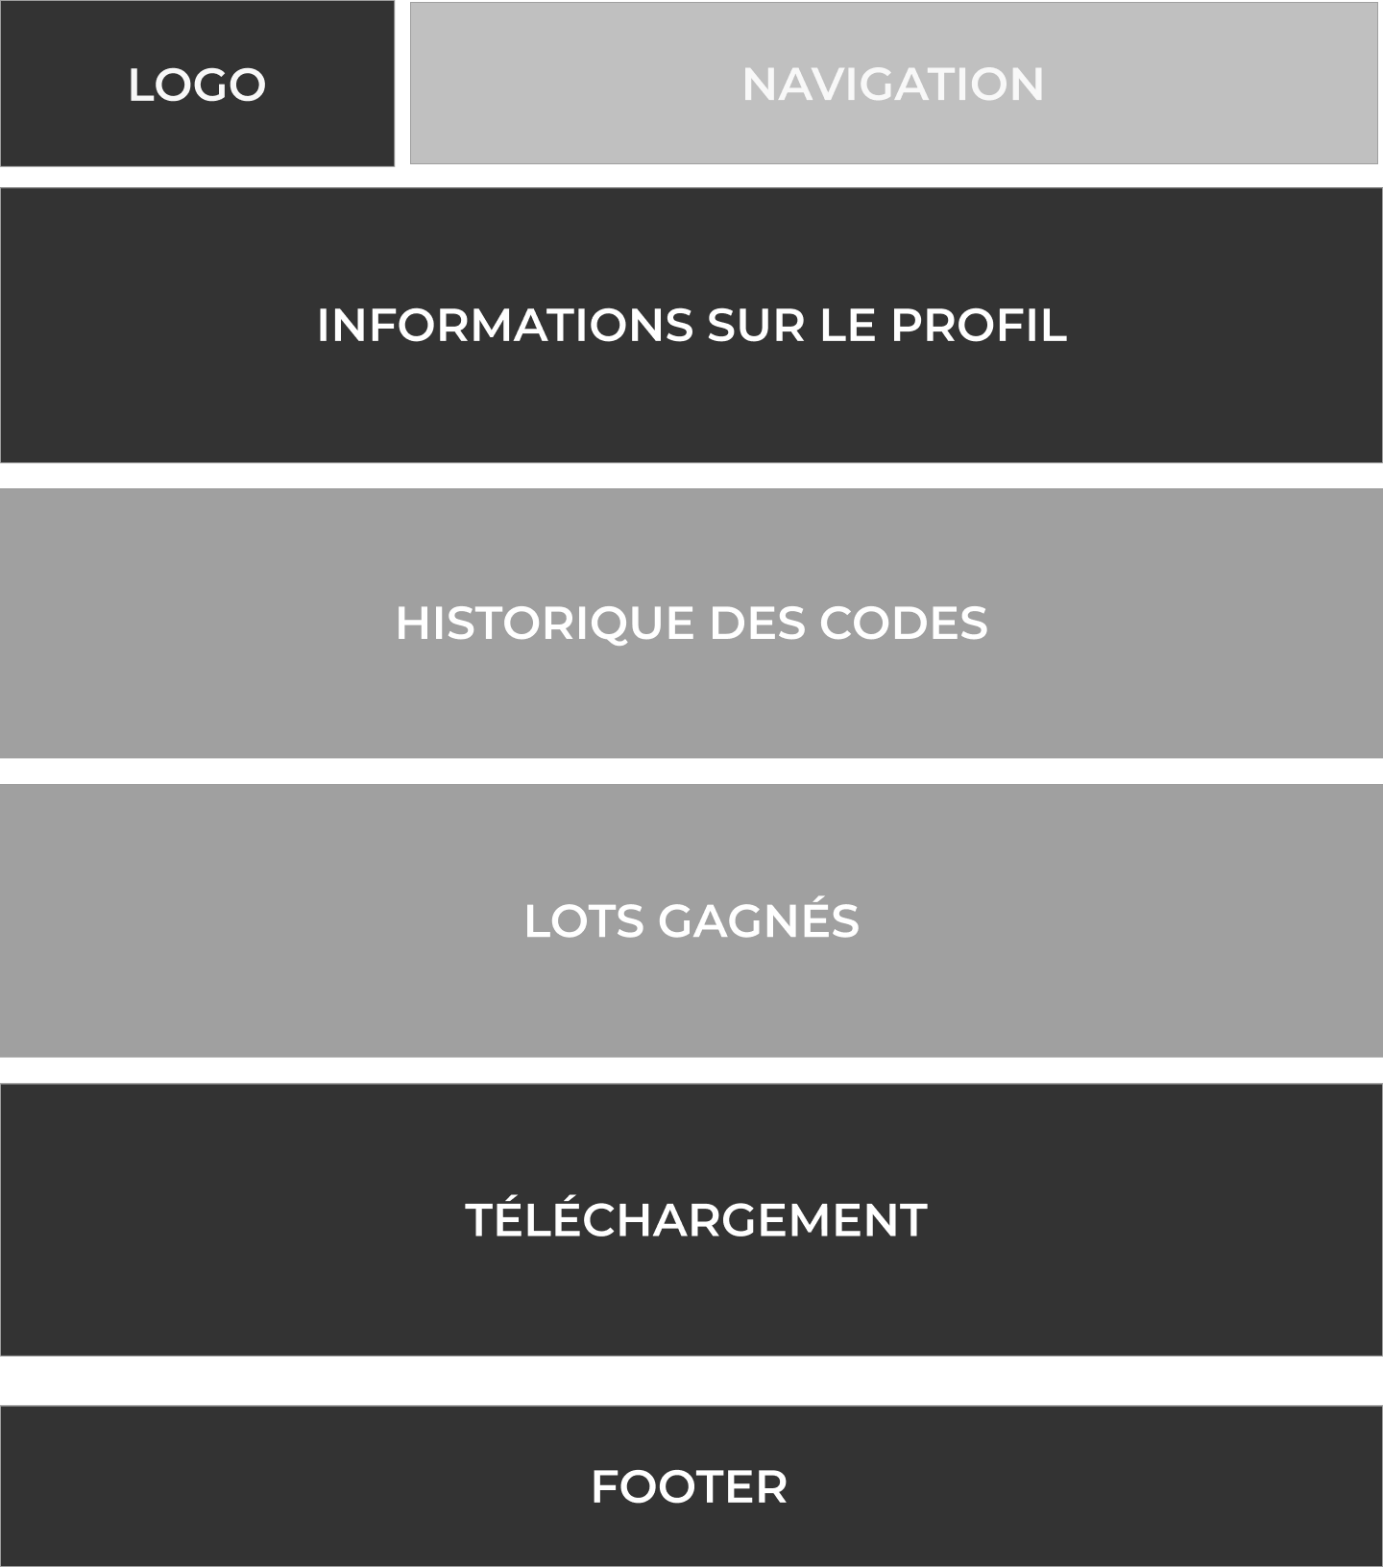 LOGO
NAVIGATION
INFORMATIONS SUR LE PROFIL
HISTORIQUE DES CODES
LOTS GAGNÉS
TÉLÉCHARGEMENT
FOOTER